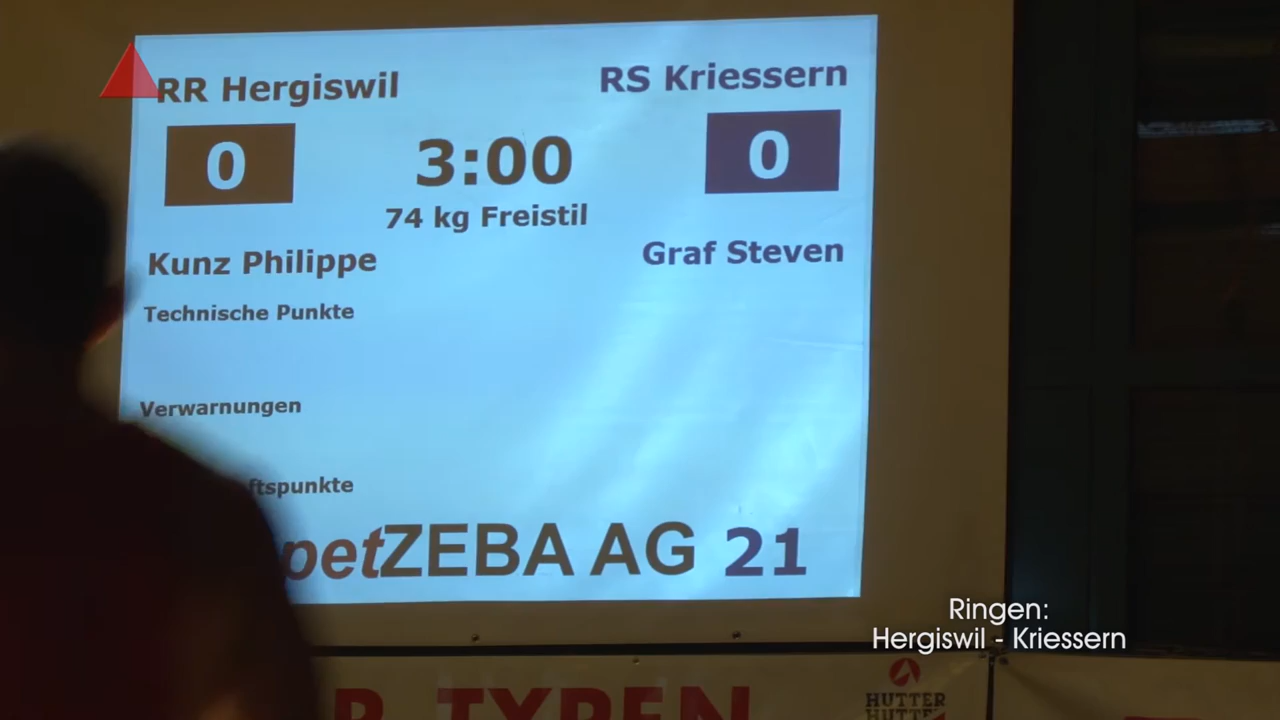 RR Hergiswil
RS Kriessern
0
3:00
0
74 kg Freistil
Kunz Philippe
Graf Steven
Technische Punkte
Verwarnungen
ftspunkte
petZEBA AG 21
Ringen:
Hergiswil - Kriessern
TYPEN
HUTTER